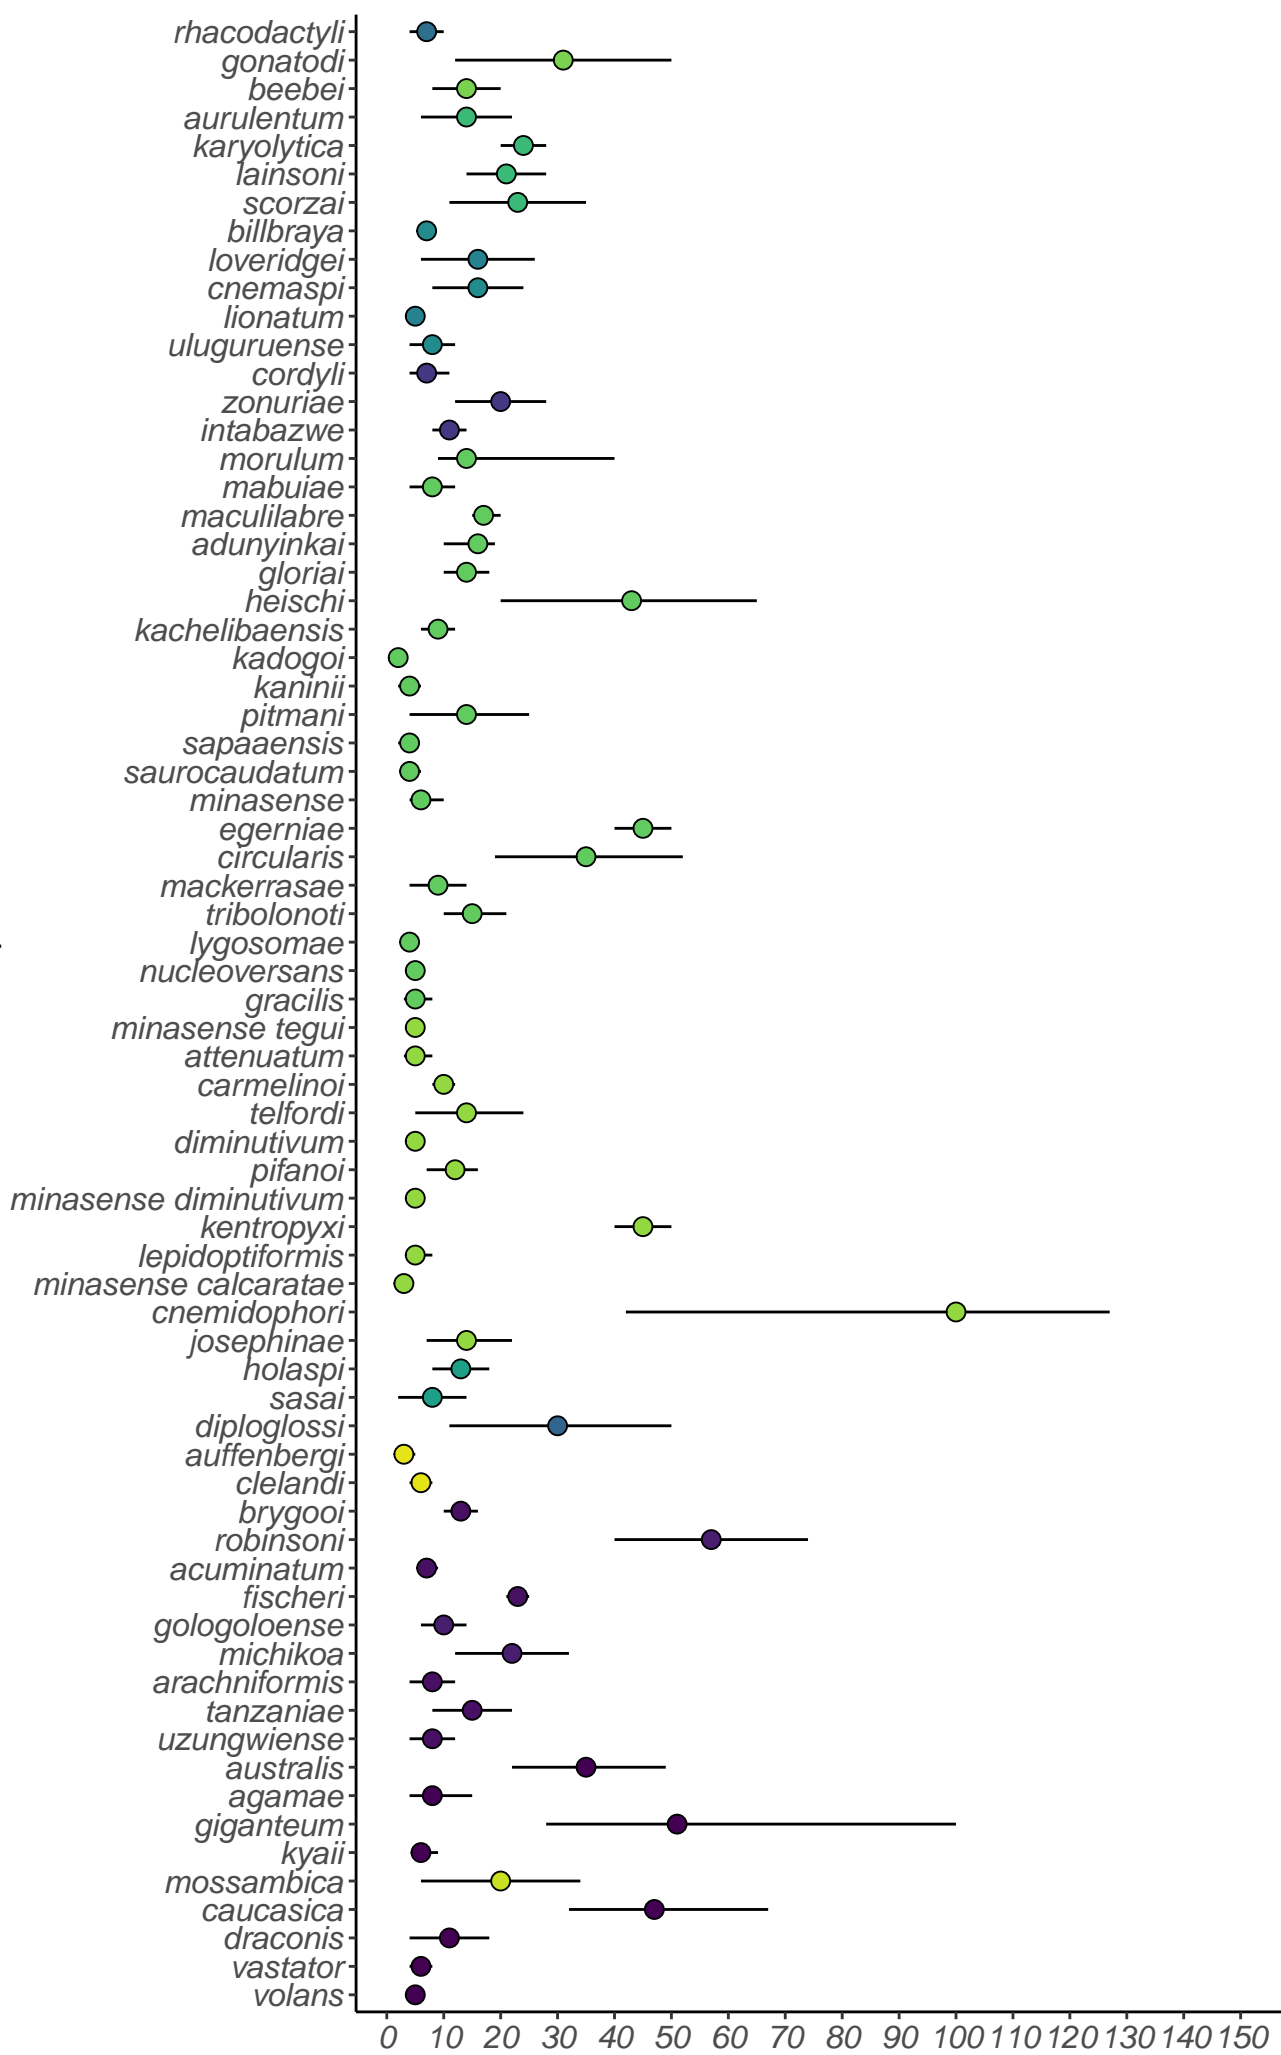 rhacodactyli
gonatodi
beebei
aurulentum
karyolytica
lainsoni
scorzai
billbraya
loveridgei
cnemaspi
lionatum
uluguruense
cordyli
zonuriae
intabazwe
morulum
mabuiae
maculilabre
adunyinkai
gloriai
heischi
kachelibaensis
kadogoi
kaninii
pitmani
sapaaensis
saurocaudatum
minasense
egerniae
circularis
mackerrasae
tribolonoti
lygosomae
nucleoversans
gracilis
minasense tegui
attenuatum
carmelinoi
telfordi
diminutivum
pifanoi
minasense diminutivum
kentropyxi
lepidoptiformis
minasense calcaratae
cnemidophori
josephinae
holaspi
sasai
diploglossi
auffenbergi
clelandi
brygooi
robinsoni
acuminatum
fischeri
gologoloense
michikoa
arachniformis
tanzaniae
uzungwiense
australis
agamae
giganteum
kyaii
mossambica
caucasica
draconis
vastator
volans
0 10 20 30 40 50 60 70 80 90 100 110 120 130 140 150